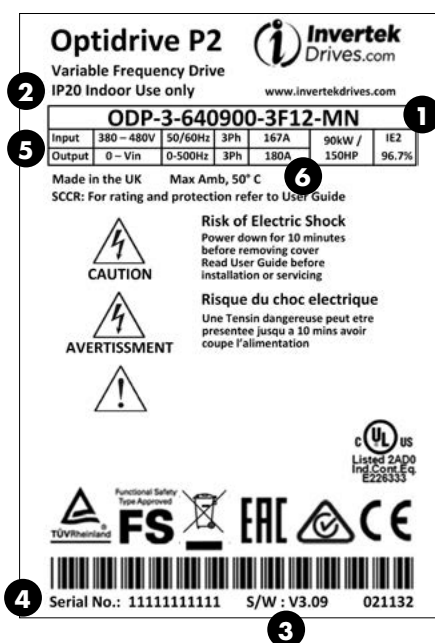 Optidrive P2
Invertek
Drives.com
Variable Frequency Drive
2
IP20 Indoor Use only
www.invertekdrives.com
ODP-3-640900-3F12-MN
1
5
Input 380 – 480V 50/60Hz 3Ph 167A 90kW / 150HP IE2 96.7%
Output 0 – Vin 0-500Hz 3Ph 180A
Made in the UK Max Amb, 50° C
6
SCCR: For rating and protection refer to User Guide
Risk of Electric Shock
Power down for 10 minutes
before removing cover
Read User Guide before
installation or servicing
CAUTION
Risque du choc electrique
Une Tensin dangereuse peut etre
presentee jusqu a 10 mins avoir
coupe l'alimentation
AVERTISSMENT
C UL US
Listed 2AD0
Ind.Cont.Eq.
E226333
Functional Safety
Type Approved
TÜVRheinland
FS
EAC
CE
4
Serial No.: 11111111111 S/W : V3.09 021132
3